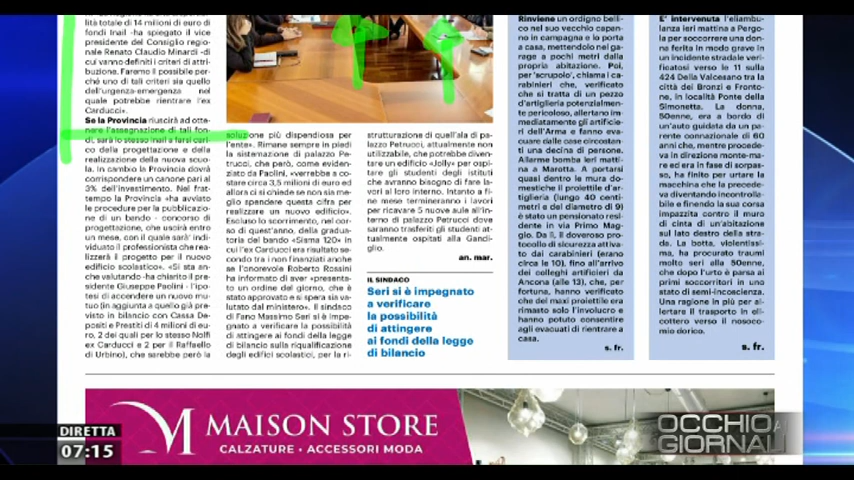 lità totale di 14 milioni di euro di
fondi Inail -ha spiegato il vice
presidente del Consiglio regio-
nale Renato Claudio Minardi -di
cui vanno definiti i criteri di attri-
buzione. Faremo il possibile per-
ché uno di tali criteri sia quello
dell'urgenza-emergenza nel
quale potrebbe rientrare l'ex
Carducci».
Se la Provincia riuscirà ad otte-
nere l'assegnazione di tali fon-
di, sarà lo stesso Inail a farsi cari-
co della progettazione e della
realizzazione della nuova scuo-
la. In cambio la Provincia dovrà
corrispondere un canone pari al
3% dell'investimento. Nel frat-
tempo la Provincia «ha avviato
le procedure per la pubblicazio-
ne di un bando - concorso di
progettazione, che uscirà entro
un mese, con il quale sarà' indi-
viduato il professionista che rea-
lizzerà il progetto per il nuovo
edificio scolastico». «Si sta an-
che valutando -ha chiarito il pre-
sidente Giuseppe Paolini - l'ipo-
tesi di accendere un nuovo mu-
tuo (in aggiunta a quello già pre-
visto in bilancio con Cassa De-
positi e Prestiti di 4 milioni di eu-
ro, 2 dei quali per lo stesso Nolfi
ex Carducci e 2 per il Raffaello
di Urbino), che sarebbe però la
soluzione più dispendiosa per
l'ente». Rimane sempre in piedi
la sistemazione di palazzo Pe-
trucci, che però, come eviden-
ziato da Paolini, «verrebbe a co-
stare circa 3,5 milioni di euro ed
allora ci si chiede se non sia me-
glio spendere questa cifra per
realizzare un nuovo edificio».
Escluso lo scorrimento, nel cor-
so di quest'anno, della gradua-
toria del bando «Sisma 120» in
cui l'ex Carducci era risultato se-
condo tra i non finanziati anche
se l'onorevole Roberto Rossini
ha informato di aver «presenta-
to un ordine del giorno, che è
stato approvato e si spera sia va-
lutato dal ministero». Il sindaco
di Fano Massimo Seri si è impe-
gnato a verificare la possibilità
di attingere ai fondi della legge
di bilancio sulla riqualificazione
degli edifici scolastici, per la ri-
strutturazione di quell'ala di pa-
lazzo Petrucci, attualmente non
utilizzabile, che potrebbe diven-
tare un edificio «Jolly» per ospi-
tare gli studenti degli istituti
che avranno bisogno di fare la-
vori al loro interno. Intanto a fi-
ne mese termineranno i lavori
per ricavare 5 nuove aule all'in-
terno di palazzo Petrucci dove
saranno trasferiti gli studenti at-
tualmente ospitati alla Gandi-
glio.
an. mar.
IL SINDACO
Seri si è impegnato
a verificare
la possibilità
di attingere
ai fondi della legge
di bilancio
Rinviene un ordigno belli-
co nel suo vecchio capan-
no in campagna e lo porta
a casa, mettendolo nel ga-
rage a pochi metri dalla
propria abitazione. Poi,
per 'scrupolo', chiama i ca-
rabinieri che, verificato
che si tratta di un pezzo
d'artiglieria potenzialmen-
te pericoloso, allertano
immediatamente gli artificie-
ri dell'Arma e fanno eva-
cuare dalle case circostan-
ti una decina di persone.
Allarme bomba ieri matti-
na a Marotta. A portarsi
quasi dentro le mura do-
mestiche il proiettile d'ar-
tiglieria (lungo 40 centi-
metri e del diametro di 9)
è stato un pensionato resi-
dente in via Primo Mag-
gio. Da lì, il doveroso pro-
tocollo di sicurezza attiva-
to dai carabinieri (erano
circa le 10), fino all'arrivo
dei colleghi artificieri da
Ancona (alle 13), che, per
fortuna, hanno verificato
che del maxi proiettile era
rimasto solo l'involucro e
hanno potuto consentire
agli evacuati di rientrare a
casa.
s. fr.
E' intervenuta l'eliambu-
lanza ieri mattina a Pergo-
la per soccorrere una don-
na ferita in modo grave in
un incidente stradale veri-
ficatosi verso le 11 sulla
424 Della Valcesano tra la
città dei Bronzi e Fronto-
ne, in località Ponte della
Simonetta. La donna,
50enne, era a bordo di
un'auto guidata da un pa-
rente connazionale di 60
anni che, mentre procede-
va in direzione monte-ma-
re ed era in fase di sorpas-
so, ha finito per urtare la
macchina che la precede-
va diventando incontrolla-
bile e finendo la sua corsa
impazzita contro il muro
di cinta di un'abitazione
sul lato destro della stra-
da. La botta, violentissi-
ma, ha procurato traumi
molto seri alla 50enne,
che dopo l'urto è parsa ai
primi soccorritori in uno
stato di semi-incoscienza.
Una ragione in più per al-
lertare il trasporto in eli-
cottero verso il nosoco-
mio dorico.
s. fr.
M MAISON STORE
CALZATURE • ACCESSORI MODA
DIRETTA
07:15
OCCHIO AI
GIORNALI